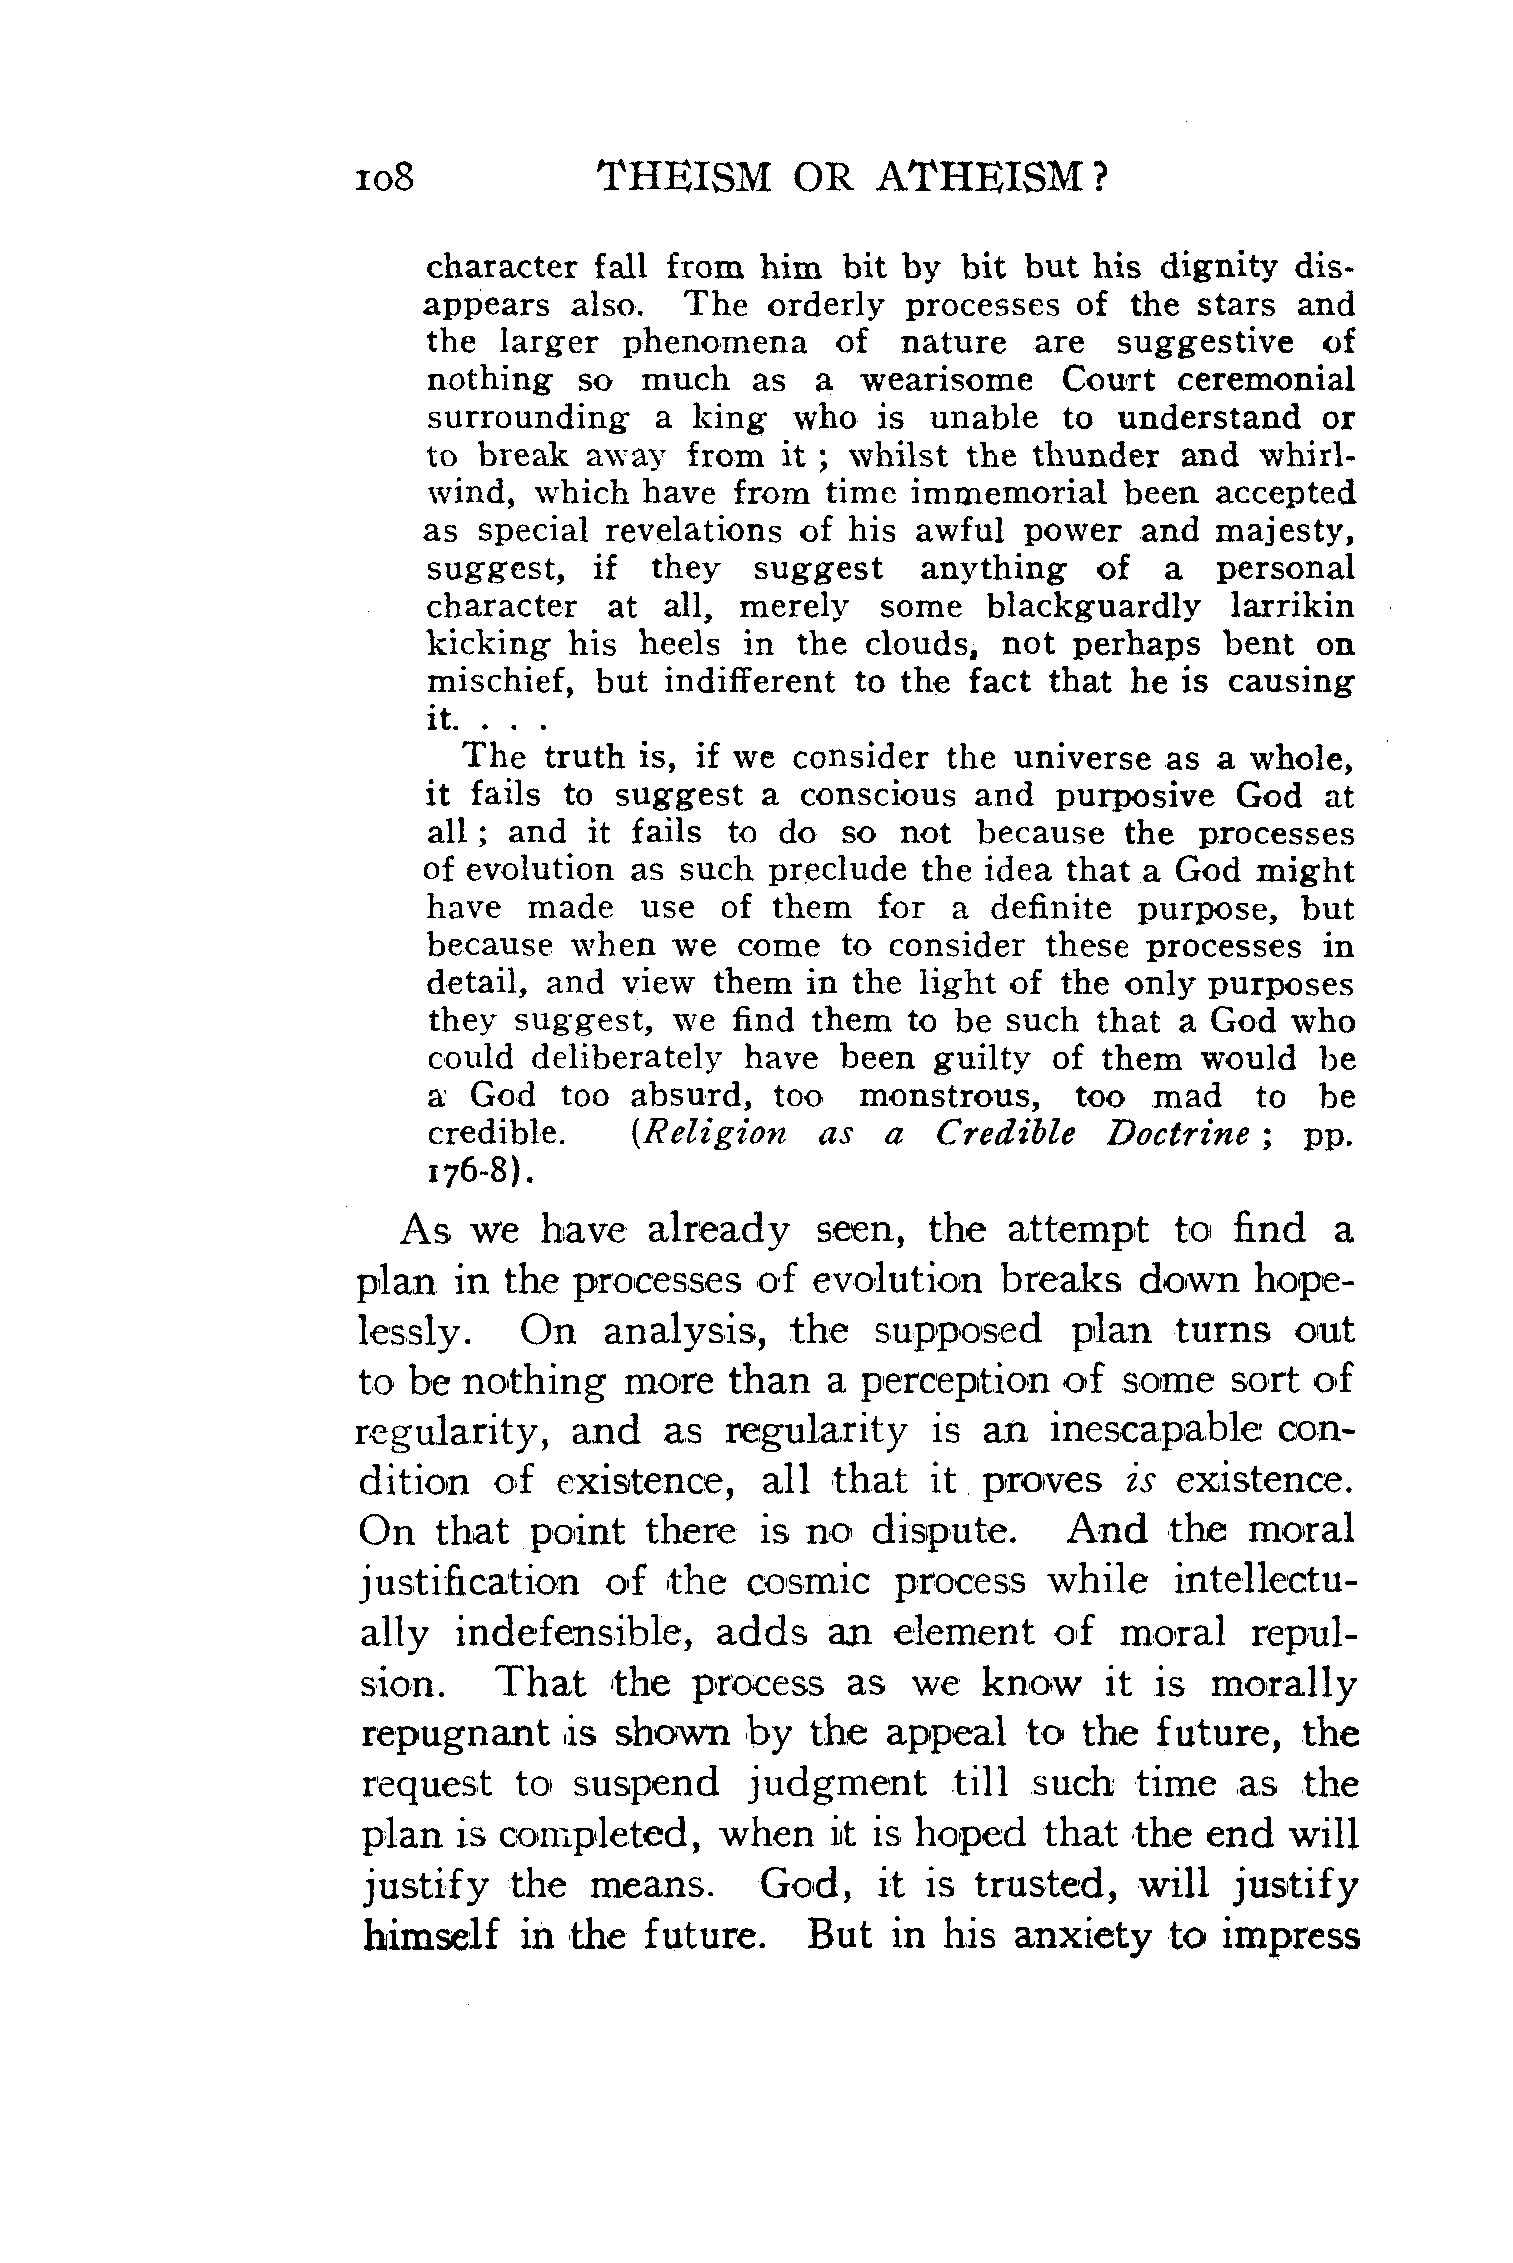 108 THEISM OR ATHEISM?
character fall from him bit by bit but his dignity dis-
appears also. The orderly processes of the stars and
the larger phenomena of nature are suggestive of
nothing so much as a wearisome Court ceremonial
surrounding a king who is unable to understand or
to break away from it ; whilst the thunder and whirl-
wind, which have from time immemorial been accepted
as special revelations of his awful power and majesty,
suggest, if they suggest anything of a personal
character at all, merely some blackguardly larrikin
kicking his heels in the clouds, not perhaps bent on
mischief, but indifferent to the fact that he is causing
it. . . .
The truth is, if we consider the universe as a whole,
it fails to suggest a conscious and purposive God at
all ; and it fails to do so not because the processes
of evolution as such preclude the idea that a God might
have made use of them for a definite purpose, but
because when we come to consider these processes in
detail, and view them in the light of the only purposes
they suggest, we find them to be such that a God who
could deliberately have been guilty of them would be
a God too absurd, too monstrous, too mad to be
credible. (Religion as a Credible Doctrine ; pp.
176-8).
As we have already seen, the attempt to find a
plan in the processes of evolution breaks down hope-
lessly. On analysis, the supposed plan turns out
to be nothing more than a perception of some sort of
regularity, and as regularity is an inescapable con-
dition of existence, all that it proves is existence.
On that point there is no dispute. And the moral
justification of the cosmic process while intellectu-
ally indefensible, adds an element of moral repul-
sion. That the process as we know it is morally
repugnant is shown by the appeal to the future, the
request to suspend judgment till such time as the
plan is completed, when it is hoped that the end will
justify the means. God, it is trusted, will justify
himself in the future. But in his anxiety to impress